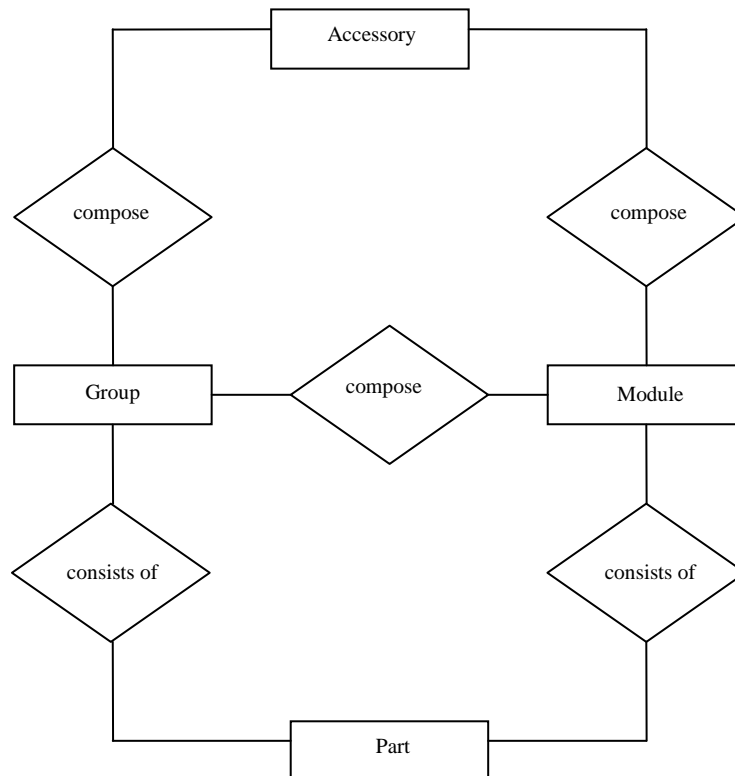 Accessory
compose
compose
Group
compose
Module
consists of
consists of
Part